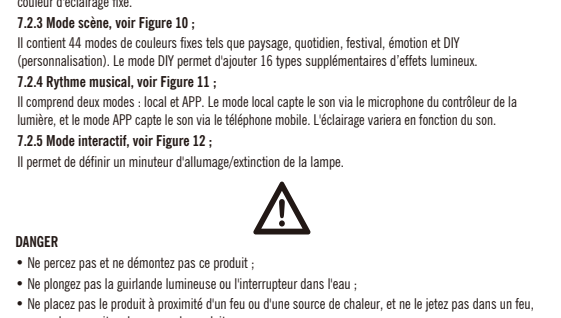 couleur d'éclairage fixe.
7.2.3 Mode scène, voir Figure 10 ;
Il contient 44 modes de couleurs fixes tels que paysage, quotidien, festival, émotion et DIY
(personnalisation). Le mode DIY permet d'ajouter 16 types supplémentaires d'effets lumineux.
7.2.4 Rythme musical, voir Figure 11 ;
Il comprend deux modes : local et APP. Le mode local capte le son via le microphone du contrôleur de la
lumière, et le mode APP capte le son via le téléphone mobile. L'éclairage variera en fonction du son.
7.2.5 Mode interactif, voir Figure 12 ;
Il permet de définir un minuteur d'allumage/extinction de la lampe.
DANGER
• Ne percez pas et ne démontez pas ce produit ;
• Ne plongez pas la guirlande lumineuse ou l'interrupteur dans l'eau ;
• Ne placez pas le produit à proximité d'un feu ou d'une source de chaleur, et ne le jetez pas dans un feu,